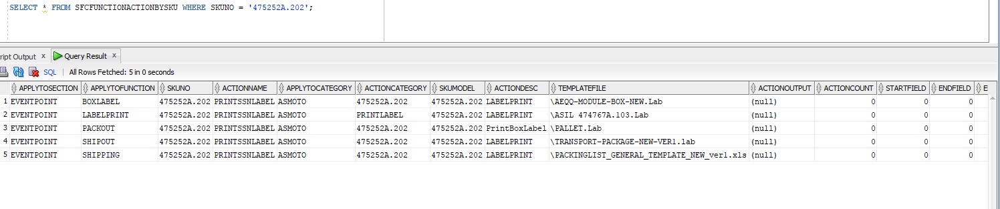 SELECT * FROM SFCFUNCTIONACTIONBYSKU WHERE SKUNO = '475252A.202';
ript Output x Query Result x
SQL | All Rows Fetched: 5 in 0 seconds
APPLYTOSECTION APPLYTOFUNCTION SKUNO ACTIONNAME APPLYTOCATEGORY ACTIONCATEGORY SKUMODEL ACTIONDESC TEMPLATEFILE ACTIONOUTPUT ACTIONCOUNT STARTFIELD ENDFIELD E
1 EVENTPOINT BOXLABEL 475252A.202 PRINTSSNLABEL ASMOTO 475252A.202 475252A.202 LABELPRINT \AEQQ-MODULE-BOX-NEW.Lab (null) 0 0 0
2 EVENTPOINT LABELPRINT 475252A.202 PRINTSSNLABEL ASMOTO PRINTLABEL 475252A.202 LABELPRINT \ASIL 474767A.103.Lab (null) 0 0 0
3 EVENTPOINT PACKOUT 475252A.202 PRINTSSNLABEL ASMOTO 475252A.202 475252A.202 PrintBoxLabel \PALLET.Lab (null) 0 0 0
4 EVENTPOINT SHIPOUT 475252A.202 PRINTSSNLABEL ASMOTO 475252A.202 475252A.202 LABELPRINT \TRANSPORT-PACKAGE-NEW-VER1.lab (null) 0 0 0
5 EVENTPOINT SHIPPING 475252A.202 PRINTSSNLABEL ASMOTO 475252A.202 475252A.202 LABELPRINT \PACKINGLIST_GENERAL_TEMPLATE_NEW_ver1.xls (null) 0 0 0